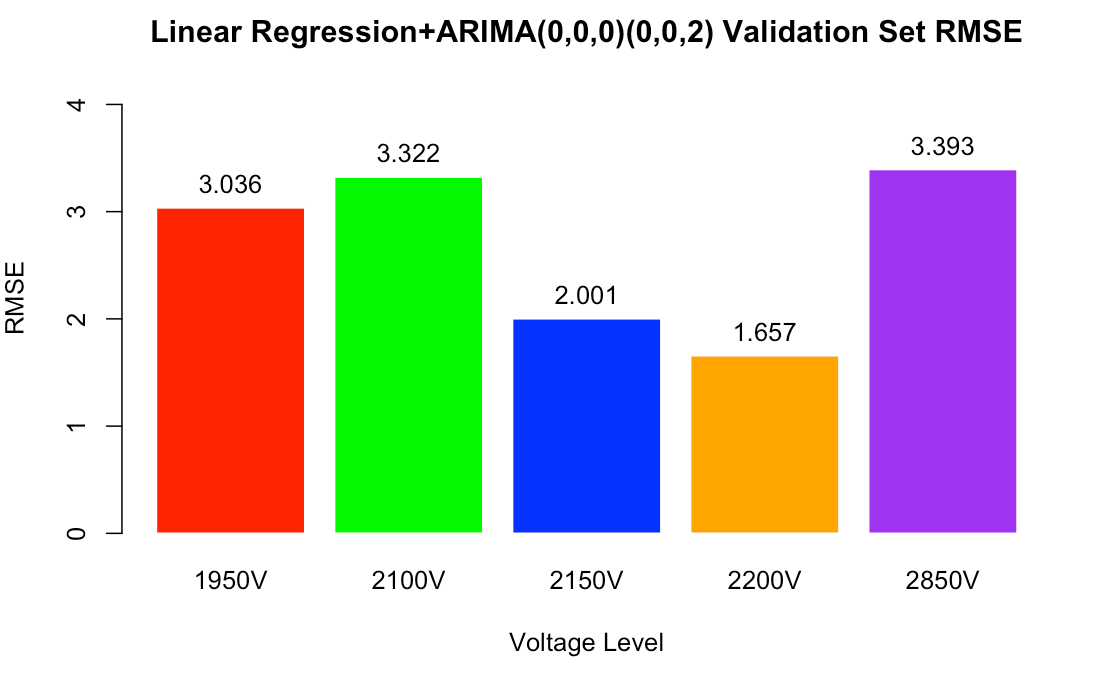 Linear Regression+ARIMA(0,0,0)(0,0,2) Validation Set RMSE
RMSE
4
3
2
1
0
3.036
3.322
2.001
1.657
3.393
1950V
2100V
2150V
2200V
2850V
Voltage Level